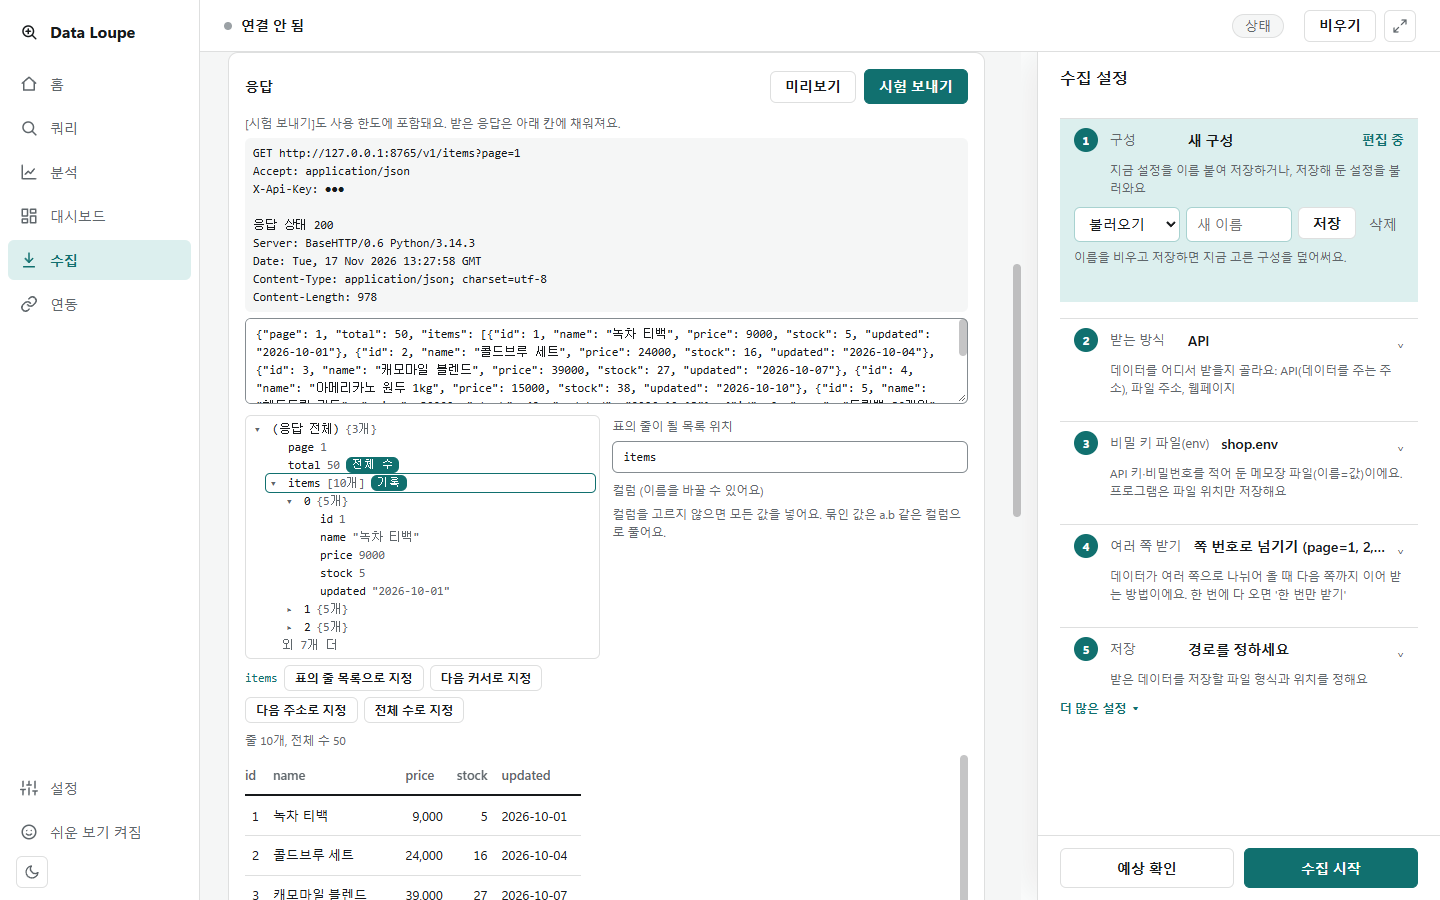 Data Loupe
홈
쿼리
분석
대시보드
수집
연동
설정
쉬운 보기 켜짐
연결 안 됨
상태
비우기
응답
미리보기
시험 보내기
[시험 보내기]도 사용 한도에 포함돼요. 받은 응답은 아래 칸에 채워져요.
GET http://127.0.0.1:8765/v1/items?page=1
Accept: application/json
X-Api-Key: ●●●
응답 상태 200
Server: BaseHTTP/0.6 Python/3.14.3
Date: Tue, 17 Nov 2026 13:27:58 GMT
Content-Type: application/json; charset=utf-8
Content-Length: 978
{"page": 1, "total": 50, "items": [{"id": 1, "name": "녹차 티백", "price": 9000, "stock": 5, "updated":
"2026-10-01"}, {"id": 2, "name": "콜드브루 세트", "price": 24000, "stock": 16, "updated": "2026-10-04"},
{"id": 3, "name": "캐모마일 블렌드", "price": 39000, "stock": 27, "updated": "2026-10-07"}, {"id": 4,
"name": "아메리카노 원두 1kg", "price": 15000, "stock": 38, "updated": "2026-10-10"}, {"id": 5, "name":
▾ (응답 전체) {3개}
page 1
total 50 전체 수
▾ items [10개] 기록
▾ 0 {5개}
id 1
name "녹차 티백"
price 9000
stock 5
updated "2026-10-01"
▸ 1 {5개}
▸ 2 {5개}
외 7개 더
표의 줄이 될 목록 위치
items
컬럼 (이름을 바꿀 수 있어요)
컬럼을 고르지 않으면 모든 값을 넣어요. 묶인 값은 a.b 같은 컬럼으
로 풀어요.
items 표의 줄 목록으로 지정 다음 커서로 지정
다음 주소로 지정 전체 수로 지정
줄 10개, 전체 수 50
id name price stock updated
1 녹차 티백 9,000 5 2026-10-01
2 콜드브루 세트 24,000 16 2026-10-04
3 캐모마일 블렌드 39,000 27 2026-10-07
수집 설정
1 구성 새 구성 편집 중
지금 설정을 이름 붙여 저장하거나, 저장해 둔 설정을 불
러와요
불러오기 새 이름 저장 삭제
이름을 비우고 저장하면 지금 고른 구성을 덮어써요.
2 받는 방식 API
데이터를 어디서 받을지 골라요: API(데이터를 주는 주
소), 파일 주소, 웹페이지
3 비밀 키 파일(env) shop.env
API 키·비밀번호를 적어 둔 메모장 파일(이름=값)이에요.
프로그램은 파일 위치만 저장해요
4 여러 쪽 받기 쪽 번호로 넘기기 (page=1, 2,...
데이터가 여러 쪽으로 나뉘어 올 때 다음 쪽까지 이어 받
는 방법이에요. 한 번에 다 오면 '한 번만 받기'
5 저장 경로를 정하세요
받은 데이터를 저장할 파일 형식과 위치를 정해요
더 많은 설정 ▾
예상 확인
수집 시작